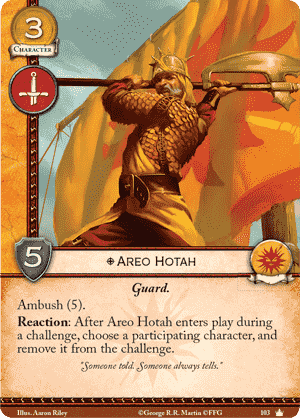 3
Character
5
Areo Hotah
Guard.
Ambush (5).
Reaction: After Areo Hotah enters play during
a challenge, choose a participating character, and
remove it from the challenge.
"Someone told. Someone always tells."
Illus. Aaron Riley
©George R.R. Martin ©FFG
103